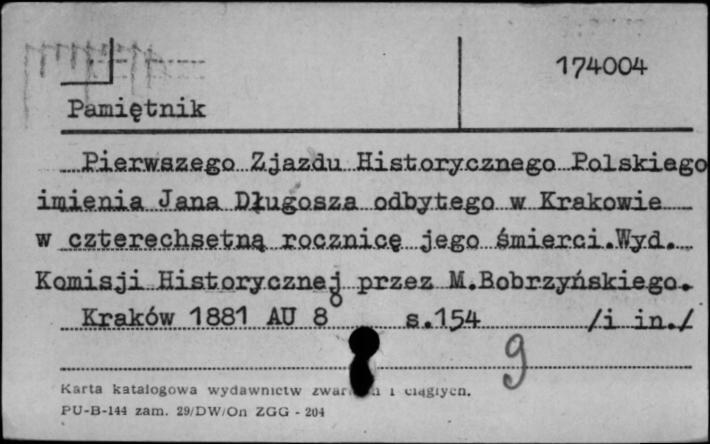 174004
Pamiętnik
Pierwszego Zjazdu Historycznego Polskiego
imienia Jana Długosza odbytego w Krakowie
w czterechsetną rocznicę jego śmierci.Wyd.
Komisji Historycznej przez M.Bobrzyńskiego.
Kraków 1881 AU 8° s.154 /i in./
9
Karta katalogowa wydawnictw i ciągłych.
PU-B-144 zam. 29/DW/On ZGG - 204